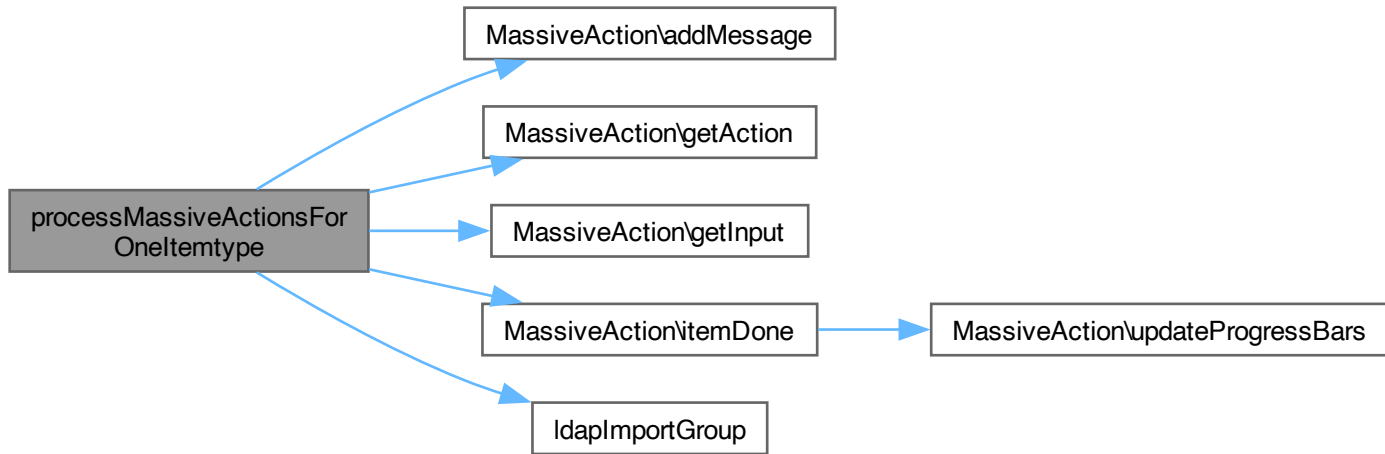 MassiveAction\addMessage
MassiveAction\getAction
processMassiveActionsFor
OneItemtype
MassiveAction\getInput
MassiveAction\itemDone
MassiveAction\updateProgressBars
ldapImportGroup